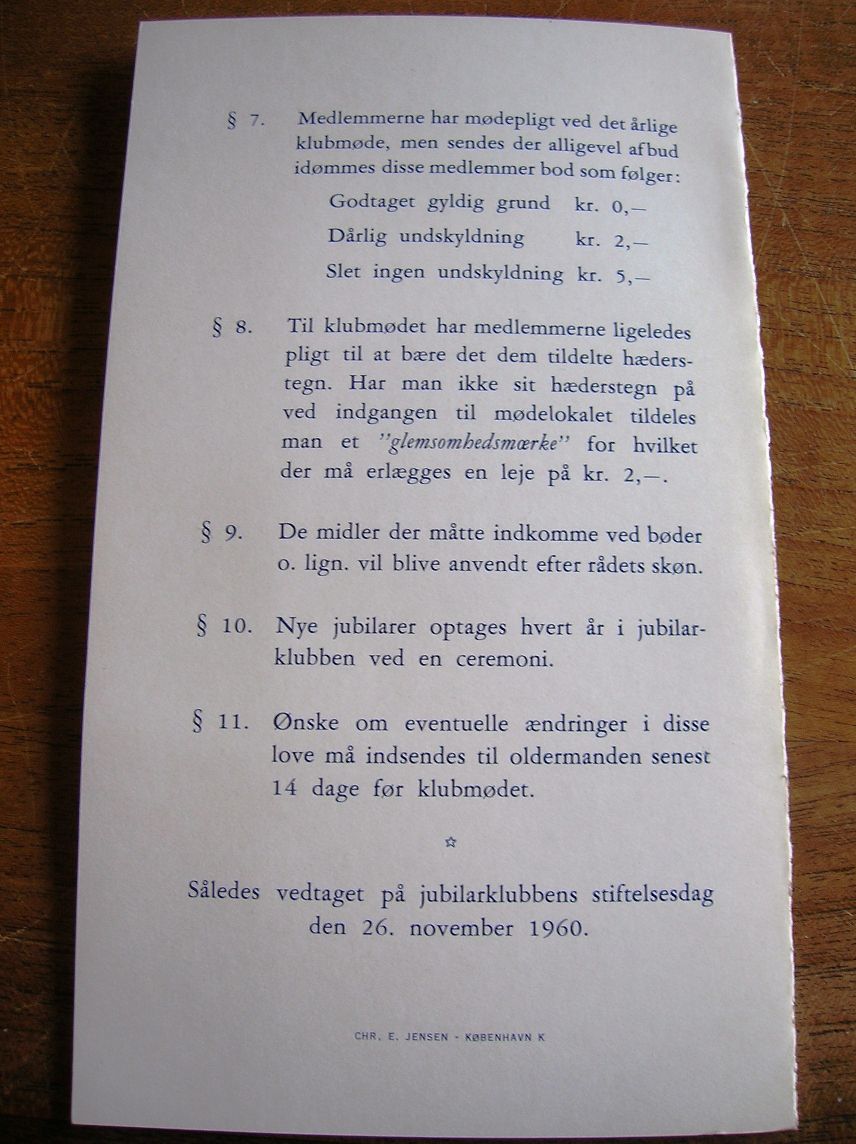 § 7. Medlemmerne har mødepligt ved det årlige
klubmøde, men sendes der alligevel afbud
idømmes disse medlemmer bod som følger:
Godtaget gyldig grund kr. 0,—
Dårlig undskyldning kr. 2,—
Slet ingen undskyldning kr. 5,—
§ 8. Til klubmødet har medlemmerne ligeledes
pligt til at bære det dem tildelte hæders-
tegn. Har man ikke sit hæderstegn på
ved indgangen til mødelokalet tildeles
man et ”glemsomhedsmærke” for hvilket
der må erlægges en leje på kr. 2,—.
§ 9. De midler der måtte indkomme ved bøder
o. lign. vil blive anvendt efter rådets skøn.
§ 10. Nye jubilarer optages hvert år i jubilar-
klubben ved en ceremoni.
§ 11. Ønske om eventuelle ændringer i disse
love må indsendes til oldermanden senest
14 dage før klubmødet.
Således vedtaget på jubilarklubbens stiftelsesdag
den 26. november 1960.
CHR. E. JENSEN - KØBENHAVN K